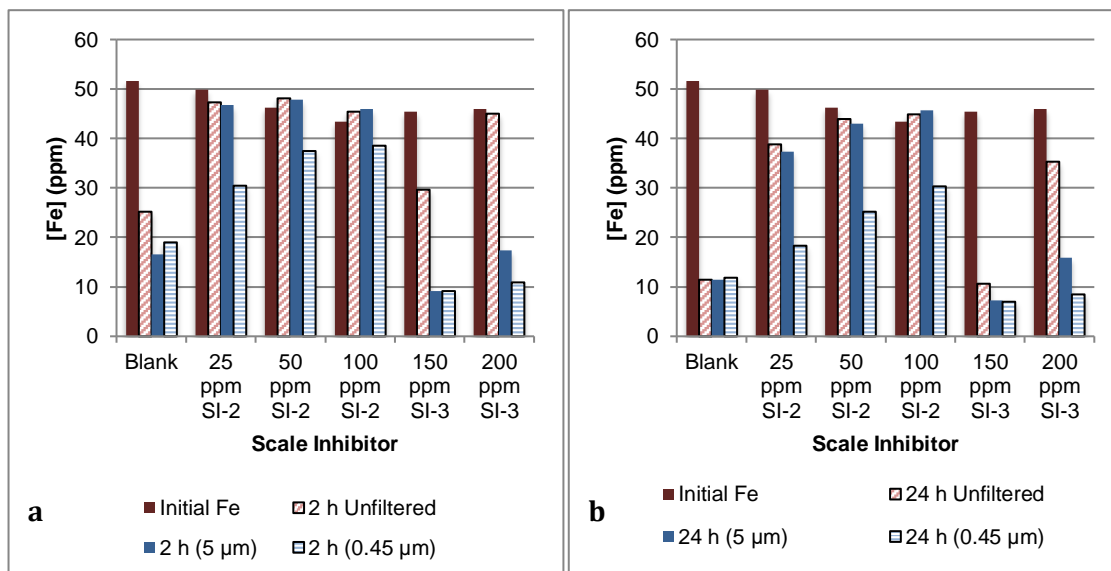 60
50
40
30
20
10
0
[Fe] (ppm)
Blank
25 ppm SI-2
50 ppm SI-2
100 ppm SI-2
150 ppm SI-3
200 ppm SI-3
Scale Inhibitor
Initial Fe
2 h Unfiltered
2 h (5 µm)
2 h (0.45 µm)
a
60
50
40
30
20
10
0
[Fe] (ppm)
Blank
25 ppm SI-2
50 ppm SI-2
100 ppm SI-2
150 ppm SI-3
200 ppm SI-3
Scale Inhibitor
Initial Fe
24 h Unfiltered
24 h (5 µm)
24 h (0.45 µm)
b